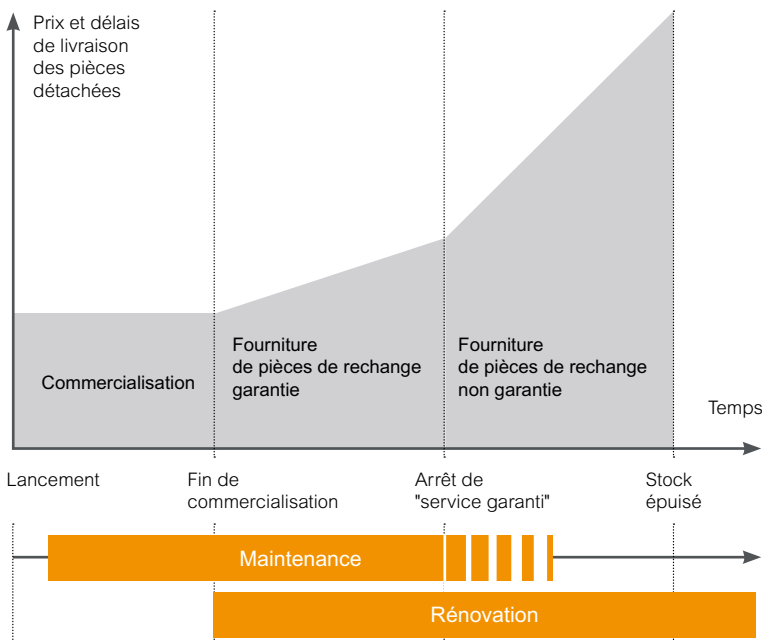 Prix et délais
de livraison
des pièces
détachées
Commercialisation
Fourniture
de pièces de rechange
garantie
Fourniture
de pièces de rechange
non garantie
Temps
Lancement
Fin de
commercialisation
Arrêt de
"service garanti"
Stock
épuisé
Maintenance
Rénovation